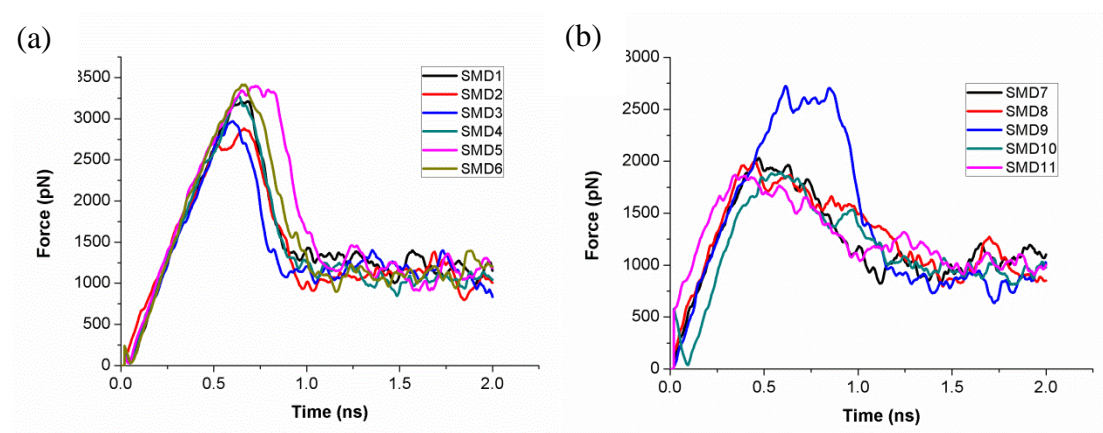 (a)
Force (pN)
3500
3000
2500
2000
1500
1000
500
0
0.0 0.5 1.0 1.5 2.0
Time (ns)
SMD1
SMD2
SMD3
SMD4
SMD5
SMD6
(b)
Force (pN)
3000
2500
2000
1500
1000
500
0
0.0 0.5 1.0 1.5 2.0
Time (ns)
SMD7
SMD8
SMD9
SMD10
SMD11